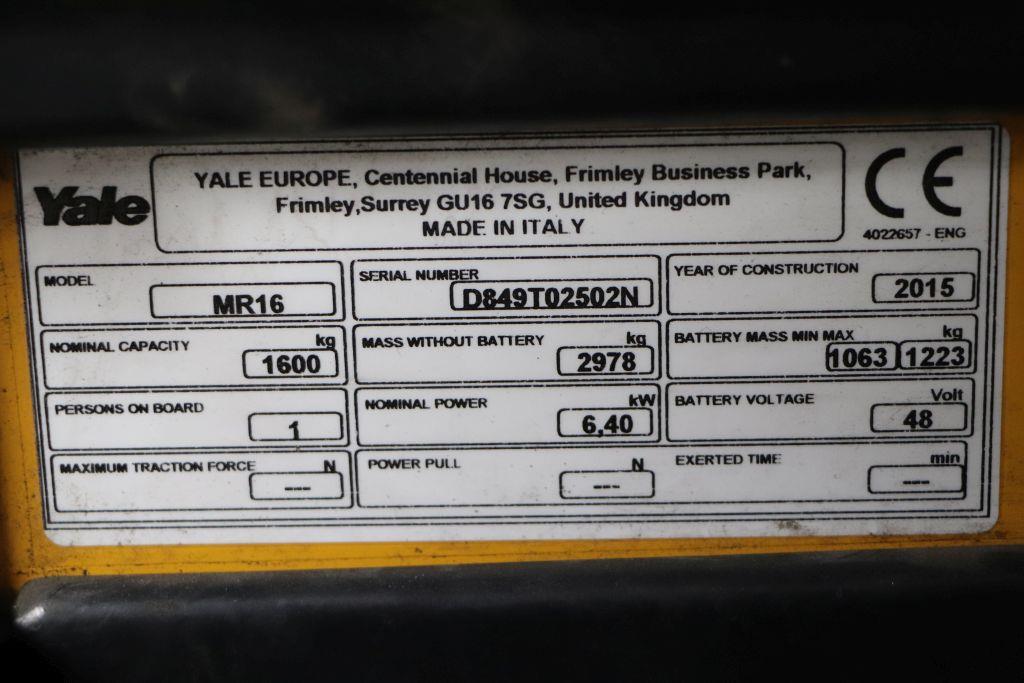 Yale
YALE EUROPE, Centennial House, Frimley Business Park,
Frimley,Surrey GU16 7SG, United Kingdom
MADE IN ITALY
CE
4022657 - ENG
MODEL
MR16
SERIAL NUMBER
D849T02502N
YEAR OF CONSTRUCTION
2015
NOMINAL CAPACITY kg
1600
MASS WITHOUT BATTERY kg
2978
BATTERY MASS MIN MAX kg
1063 1223
PERSONS ON BOARD
1
NOMINAL POWER kW
6,40
BATTERY VOLTAGE Volt
48
MAXIMUM TRACTION FORCE N
---
POWER PULL N
---
EXERTED TIME min
---